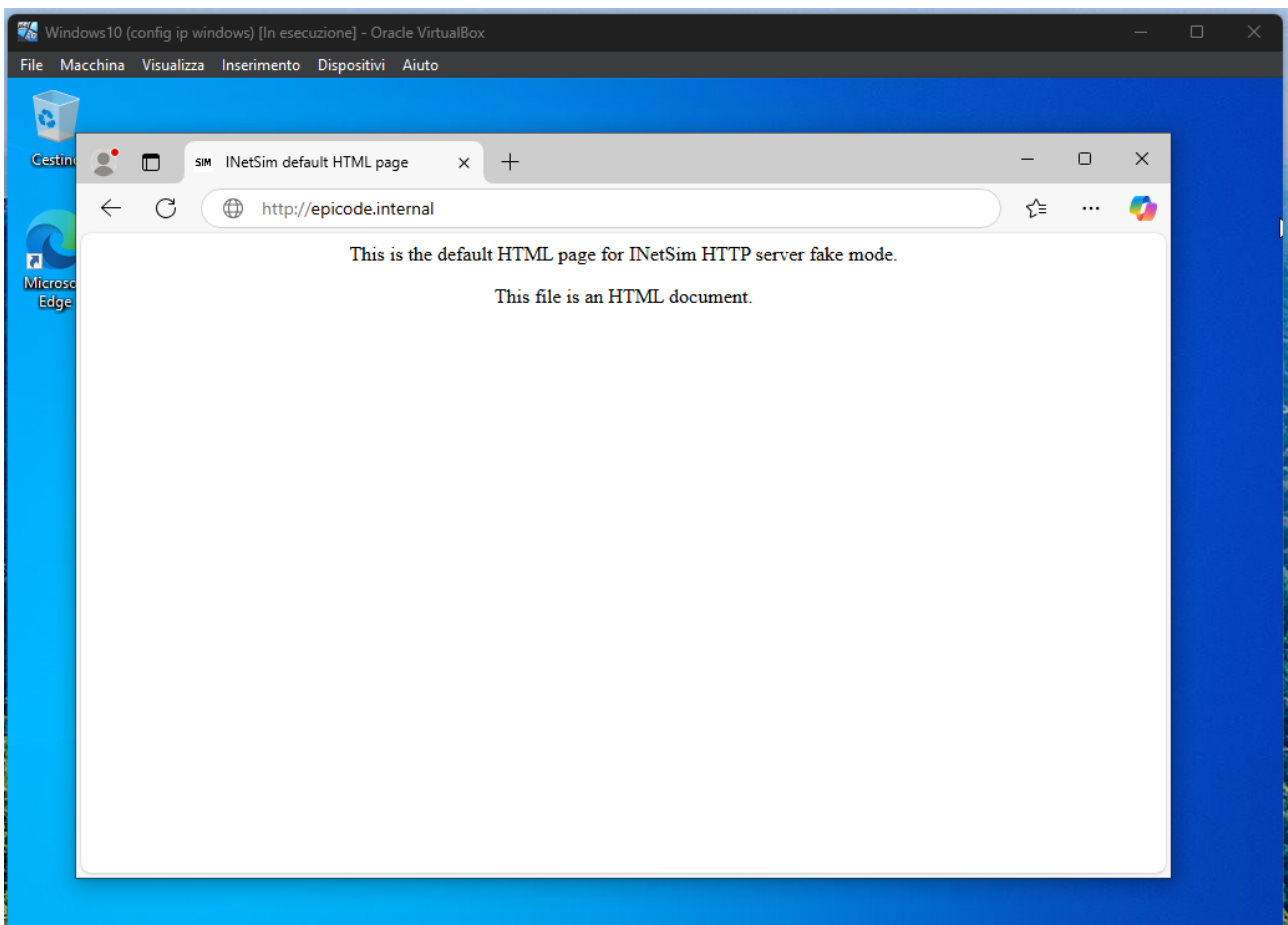 Windows10 (config ip windows) [In esecuzione] - Oracle VirtualBox
File Macchina Visualizza Inserimento Dispositivi Aiuto
Cestino
SIM INetSim default HTML page
http://epicode.internal
This is the default HTML page for INetSim HTTP server fake mode.
This file is an HTML document.
Microso
Edge